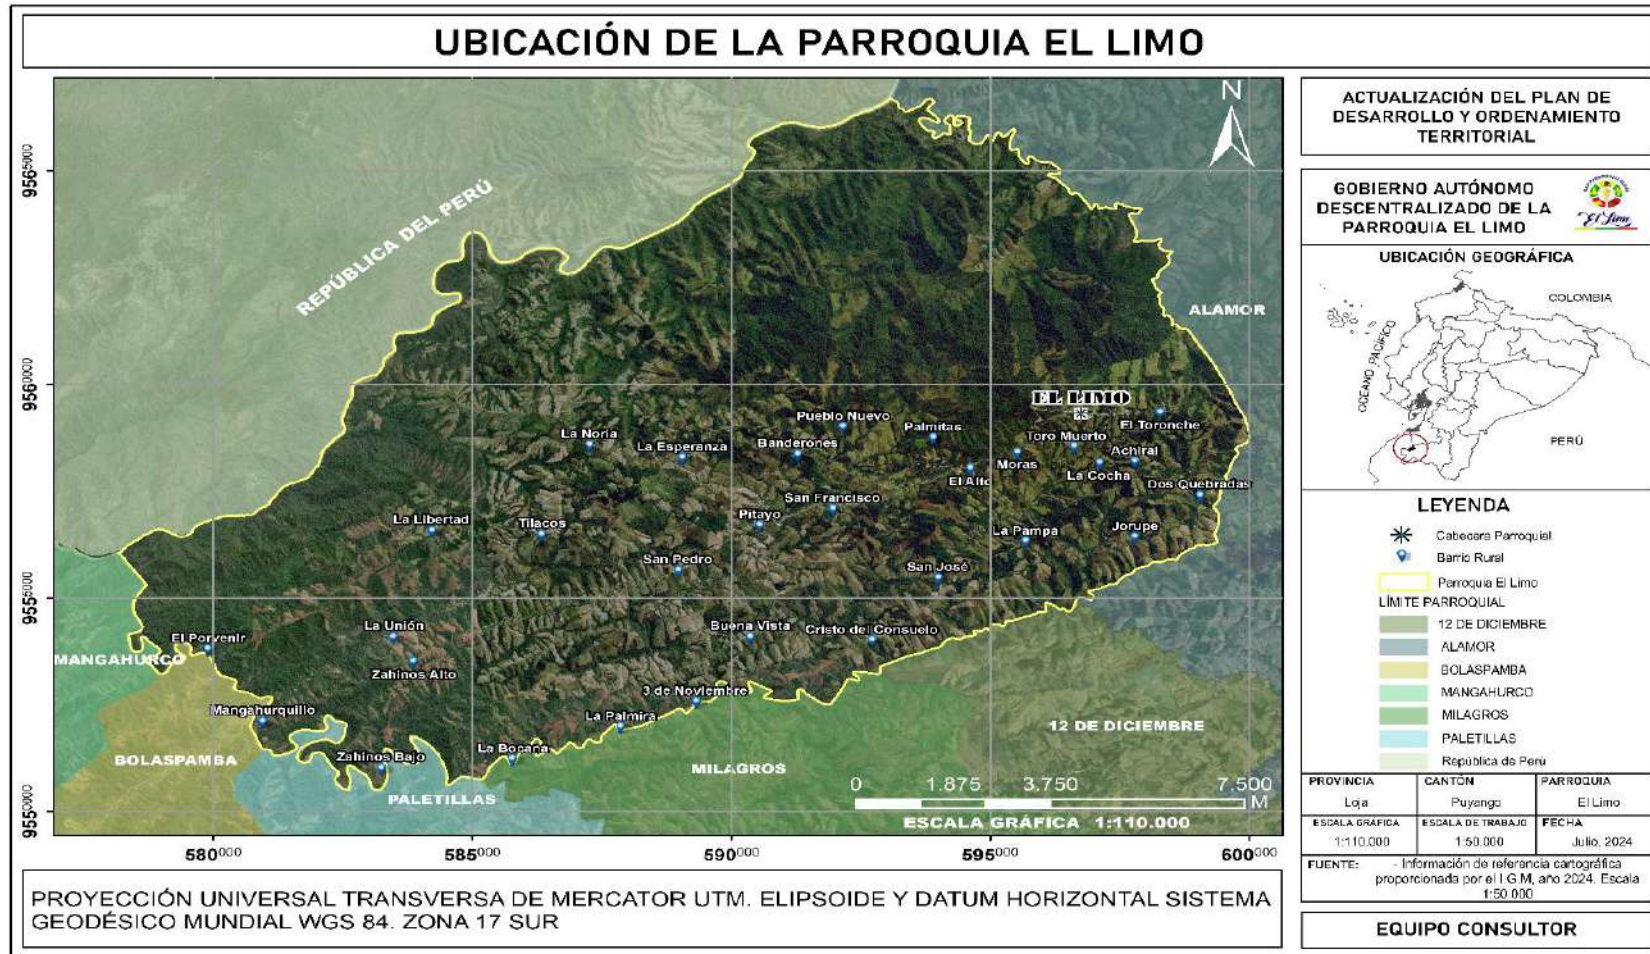 UBICACIÓN DE LA PARROQUIA EL LIMO
N
9565000
9560000
9555000
9550000
REPÚBLICA DEL PERÚ
ALAMOR
EL LIMO
Pueblo Nuevo
Palmitas
El Toronche
La Noria
La Esperanza
Banderones
Toro Muerto
Achiral
Moras
El Alto
La Cocha
Dos Quebradas
San Francisco
La Libertad
Tilacos
Pitayo
La Pampa
Jorupe
San Pedro
San José
El Porvenir
La Unión
Buena Vista
Cristo del Consuelo
MANGAHURCO
Zahinos Alto
3 de Noviembre
Mangahurquillo
La Palmira
12 DE DICIEMBRE
BOLASPAMBA
Zahinos Bajo
La Bocana
MILAGROS
PALETILLAS
0 1.875 3.750 7.500
M
ESCALA GRÁFICA 1:110.000
580000 585000 590000 595000 600000
PROYECCIÓN UNIVERSAL TRANSVERSA DE MERCATOR UTM. ELIPSOIDE Y DATUM HORIZONTAL SISTEMA
GEODÉSICO MUNDIAL WGS 84. ZONA 17 SUR
ACTUALIZACIÓN DEL PLAN DE
DESARROLLO Y ORDENAMIENTO
TERRITORIAL
GOBIERNO AUTÓNOMO
DESCENTRALIZADO DE LA
PARROQUIA EL LIMO
El Limo
UBICACIÓN GEOGRÁFICA
COLOMBIA
OCEANO PACÍFICO
PERÚ
LEYENDA
Cabecera Parroquial
Barrio Rural
Parroquia El Limo
LÍMITE PARROQUIAL
12 DE DICIEMBRE
ALAMOR
BOLASPAMBA
MANGAHURCO
MILAGROS
PALETILLAS
República de Perú
PROVINCIA CANTÓN PARROQUIA
Loja Puyango El Limo
ESCALA GRÁFICA ESCALA DE TRABAJO FECHA
1:110.000 1:50.000 Julio, 2024
FUENTE: - Información de referencia cartográfica
proporcionada por el I.G.M, año 2024. Escala
1:50.000
EQUIPO CONSULTOR